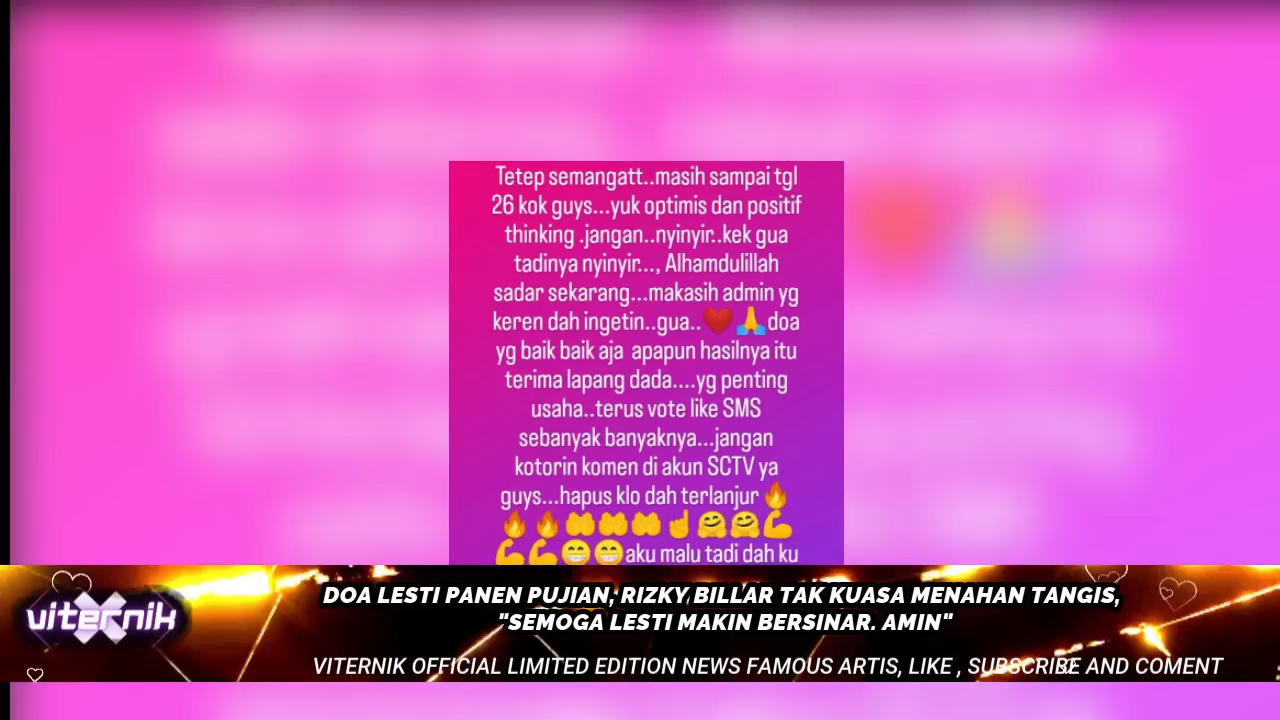 Tetep semangatt..masih sampai tgl
26 kok guys...yuk optimis dan positif
thinking .jangan..nyinyir..kek gua
tadinya nyinyir..., Alhamdulillah
sadar sekarang...makasih admin yg
keren dah ingetin..gua..❤️🙏doa
yg baik baik aja apapun hasilnya itu
terima lapang dada....yg penting
usaha..terus vote like SMS
sebanyak banyaknya...jangan
kotorin komen di akun SCTV ya
guys...hapus klo dah terlanjur🔥
🔥🔥🤲🤲🤲☝️🤗🤗💪
💪💪😁😁aku malu tadi dah ku
viternik
DOA LESTI PANEN PUJIAN, RIZKY BILLAR TAK KUASA MENAHAN TANGIS,
"SEMOGA LESTI MAKIN BERSINAR. AMIN"
VITERNIK OFFICIAL LIMITED EDITION NEWS FAMOUS ARTIS, LIKE , SUBSCRIBE AND COMENT